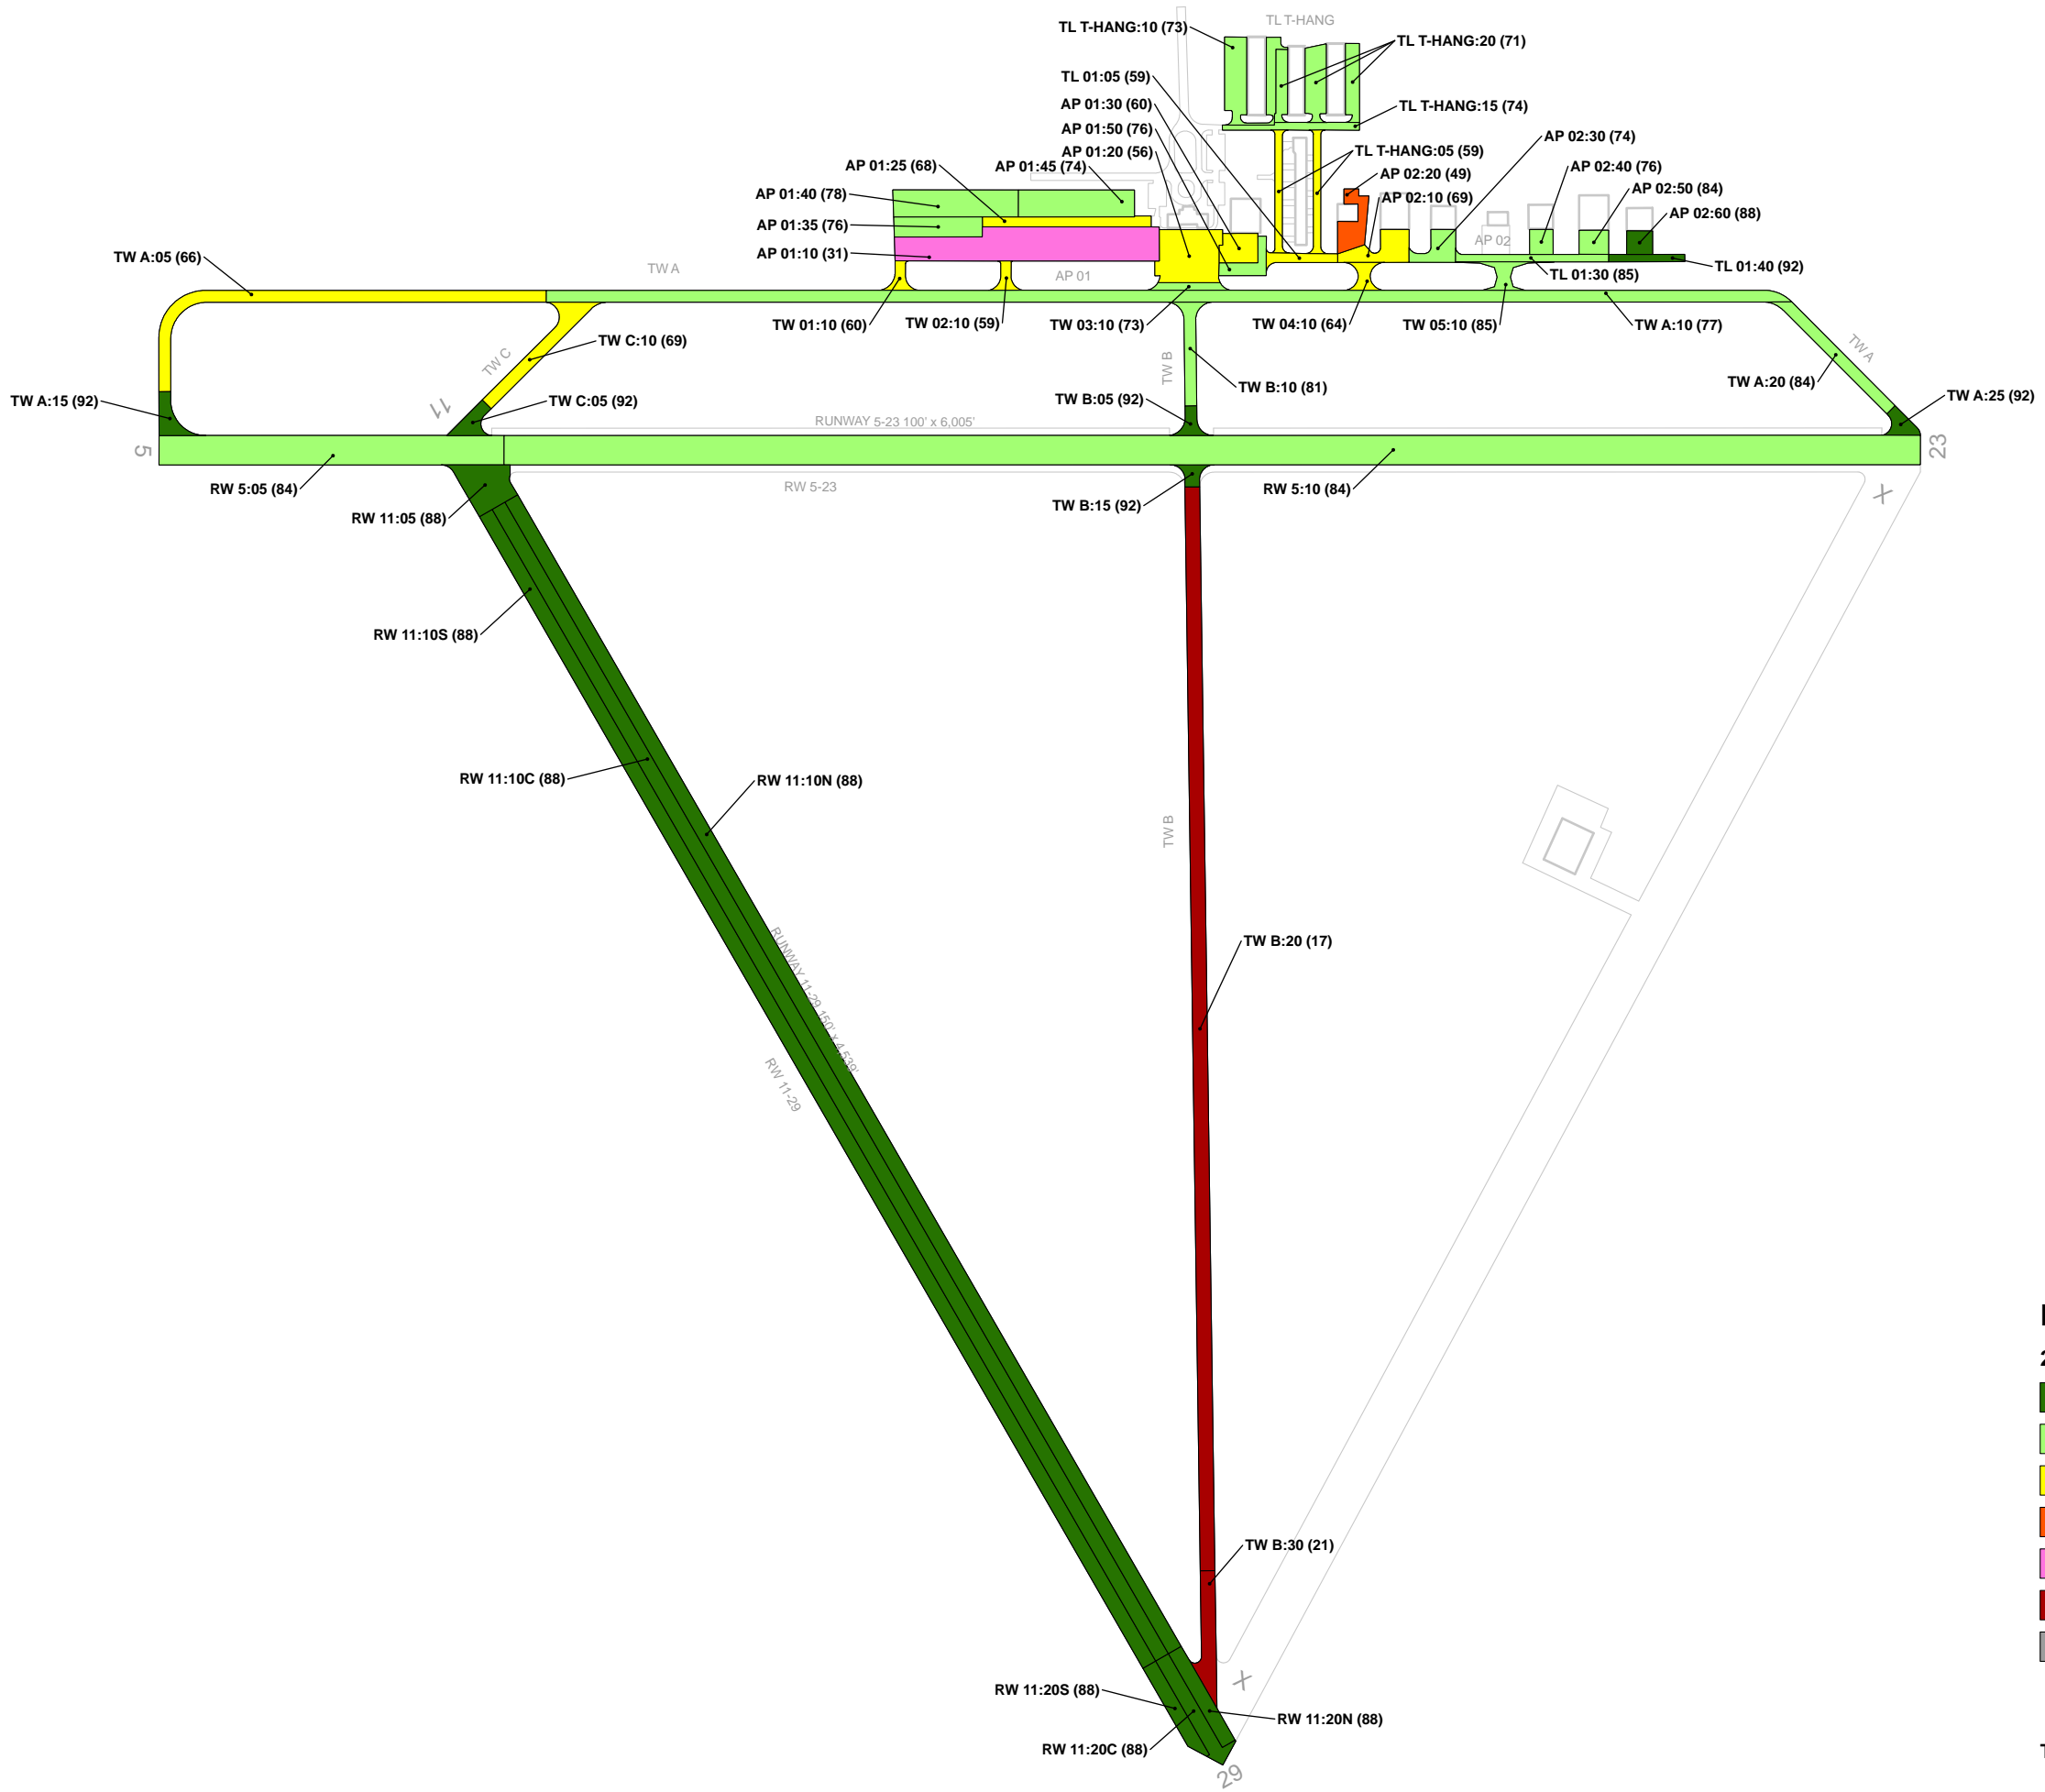 TL T-HANG
TL T-HANG:10 (73)
TL T-HANG:20 (71)
TL 01:05 (59)
AP 01:30 (60)
TL T-HANG:15 (74)
AP 01:50 (76)
AP 02:30 (74)
AP 01:20 (56)
TL T-HANG:05 (59)
AP 01:25 (68)
AP 01:45 (74)
AP 02:40 (76)
AP 02:20 (49)
AP 01:40 (78)
AP 02:50 (84)
AP 02:10 (69)
AP 01:35 (76)
AP 02:60 (88)
AP 02
AP 01:10 (31)
TW A:05 (66)
TW A
AP 01
TL 01:30 (85)
TL 01:40 (92)
TW 01:10 (60)
TW 02:10 (59)
TW 03:10 (73)
TW 04:10 (64)
TW 05:10 (85)
TW A:10 (77)
TW C
TW C:10 (69)
TW B
TW A
TW B:10 (81)
TW A:20 (84)
TW A:15 (92)
11
TW C:05 (92)
TW B:05 (92)
TW A:25 (92)
RUNWAY 5-23 100' x 6,005'
5
23
RW 5:05 (84)
RW 5-23
RW 5:10 (84)
X
TW B:15 (92)
RW 11:05 (88)
RW 11:10S (88)
RW 11:10C (88)
RW 11:10N (88)
TW B
TW B:20 (17)
RUNWAY 11-29 150' x 4,539'
RW 11-29
TW B:30 (21)
X
RW 11:20S (88)
RW 11:20N (88)
RW 11:20C (88)
29